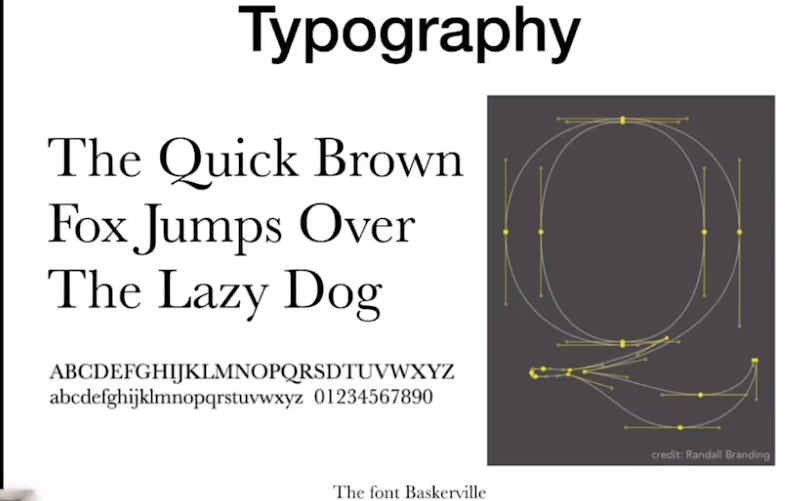 Typography
The Quick Brown
Fox Jumps Over
The Lazy Dog
ABCDEFGHIJKLMNOPQRSDTUVWXYZ
abcdefghijklmnopqrstuvwxyz 01234567890
credit: Randall Branding
The font Baskerville